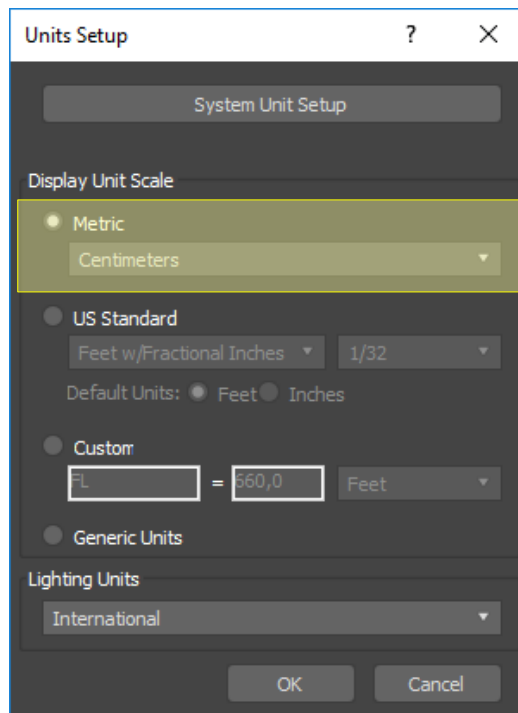 Units Setup ?
System Unit Setup
Display Unit Scale
Metric
Centimeters
US Standard
Feet w/Fractional Inches 1/32
Default Units: Feet Inches
Custom
FL = 660,0 Feet
Generic Units
Lighting Units
International
OK Cancel